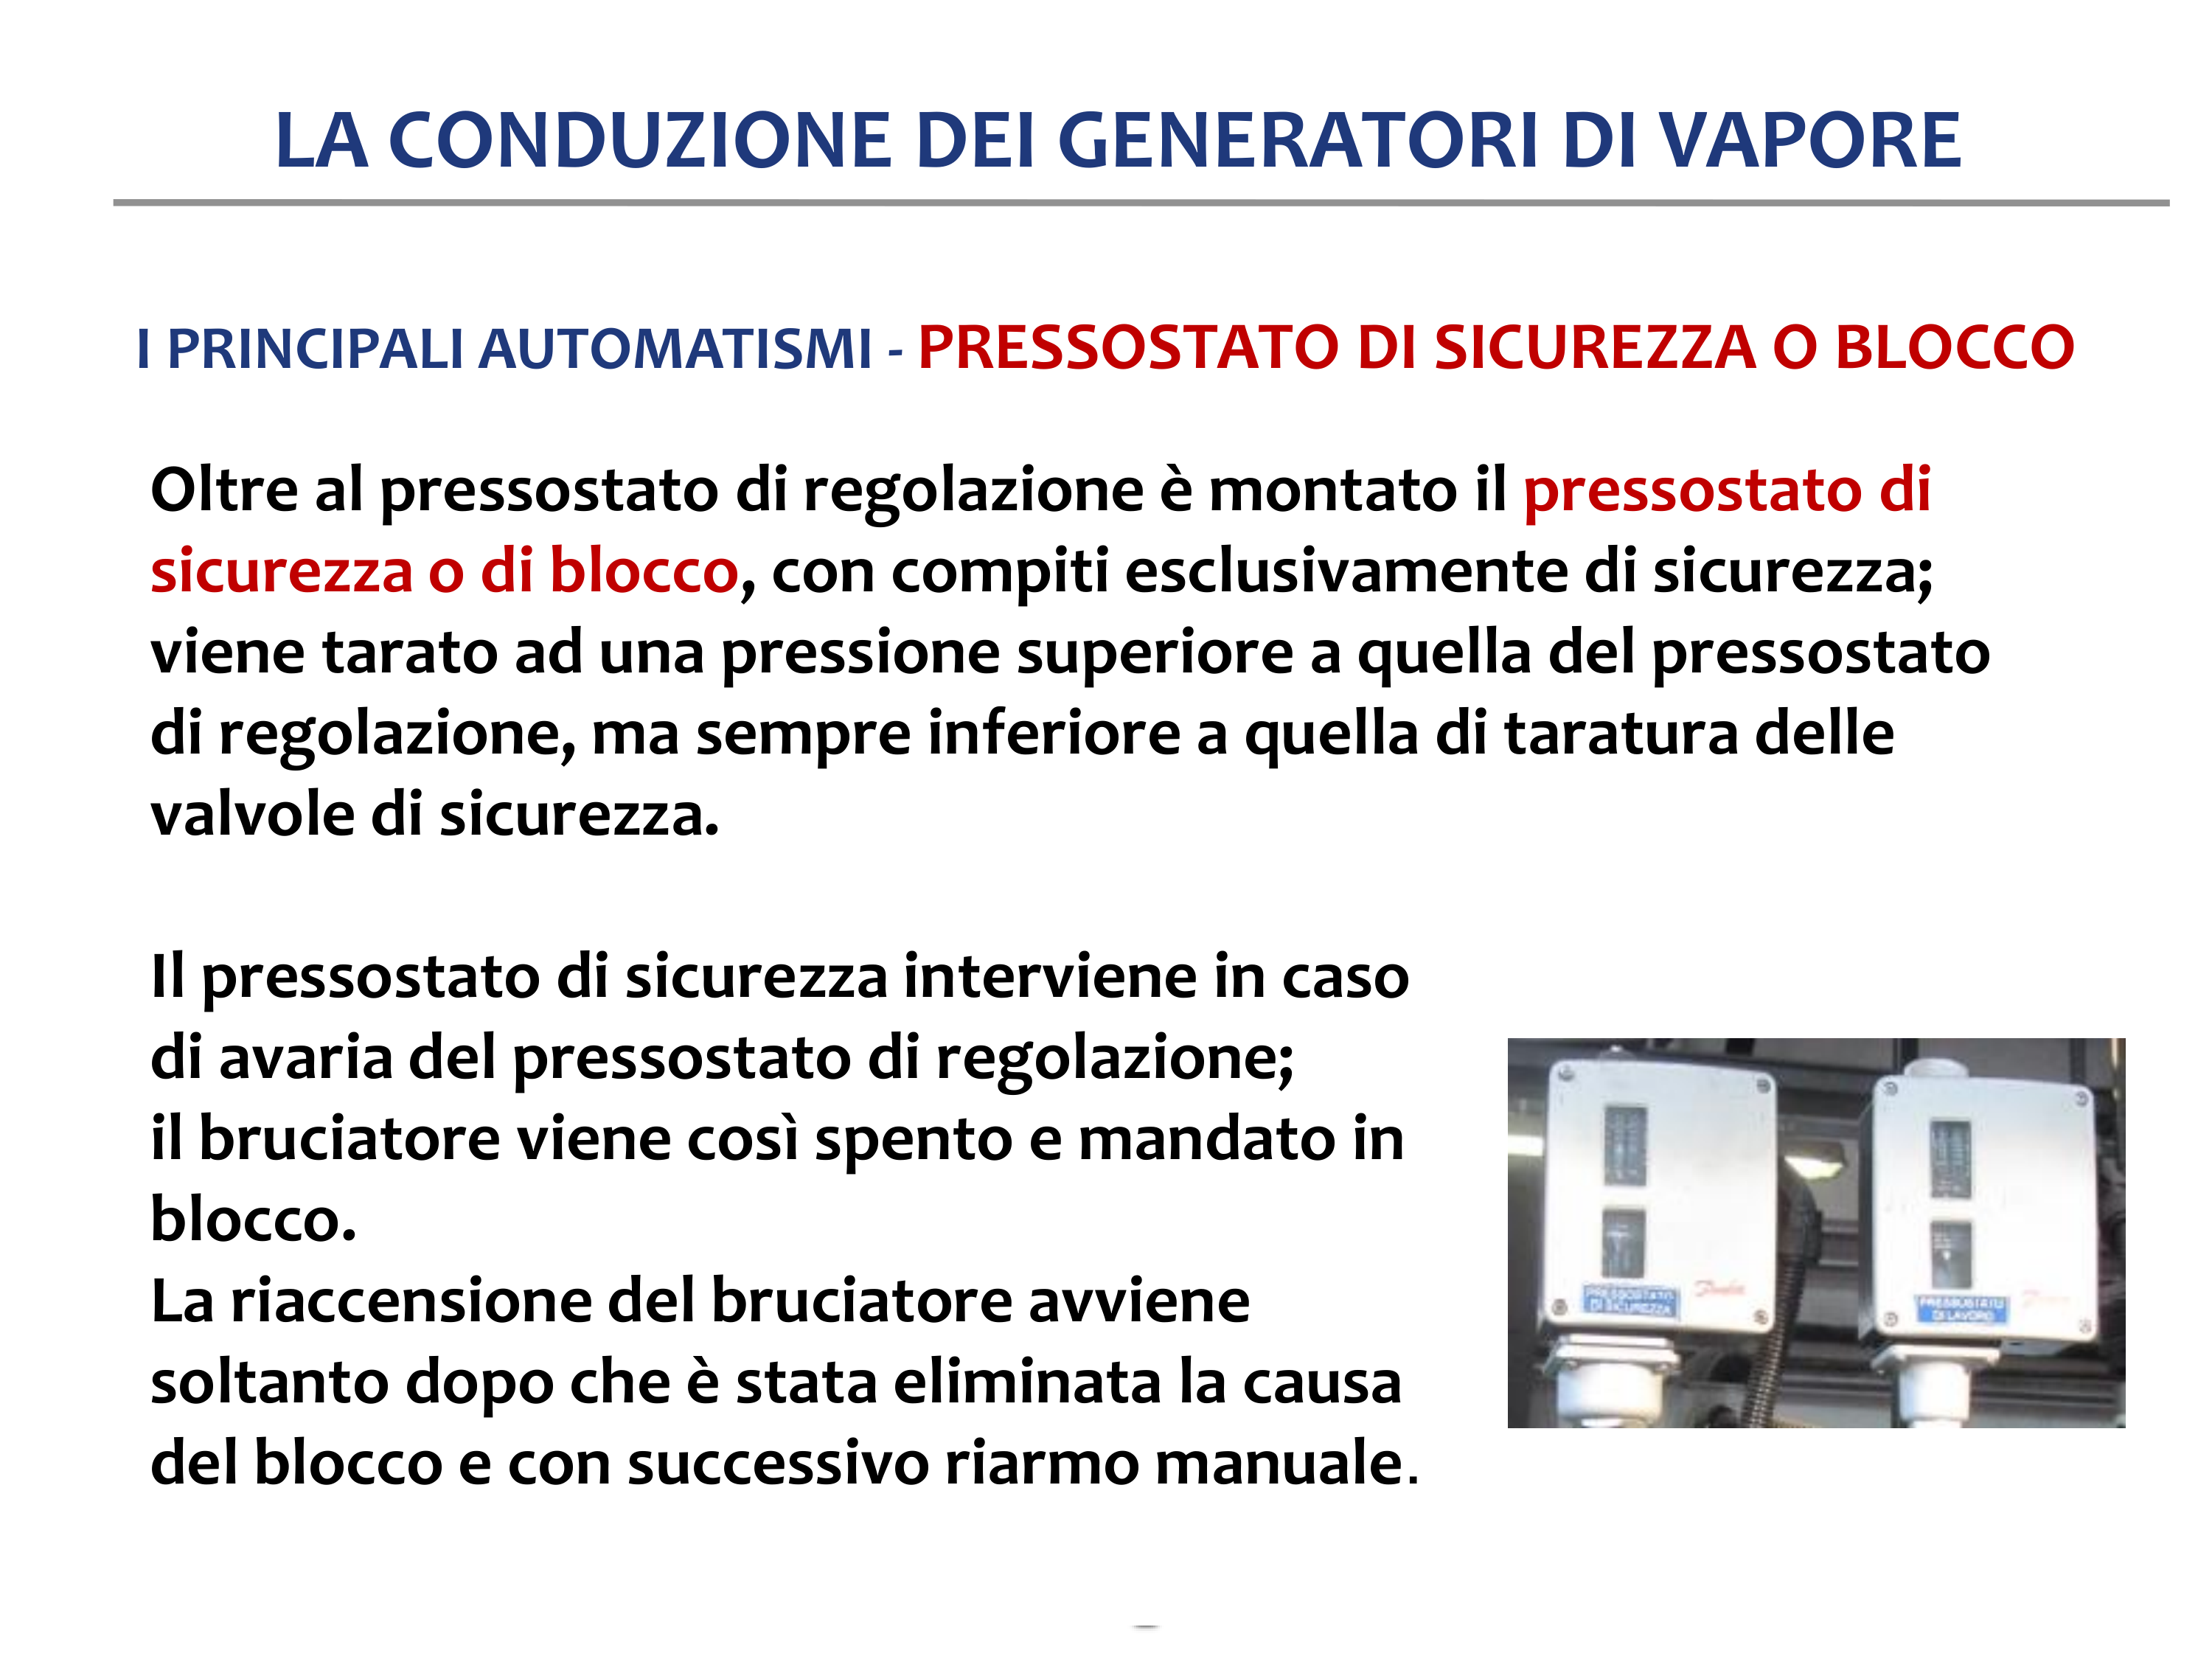 LA CONDUZIONE DEI GENERATORI DI VAPORE
I PRINCIPALI AUTOMATISMI - PRESSOSTATO DI SICUREZZA O BLOCCO
Oltre al pressostato di regolazione è montato il pressostato di
sicurezza o di blocco, con compiti esclusivamente di sicurezza;
viene tarato ad una pressione superiore a quella del pressostato
di regolazione, ma sempre inferiore a quella di taratura delle
valvole di sicurezza.
Il pressostato di sicurezza interviene in caso
di avaria del pressostato di regolazione;
il bruciatore viene così spento e mandato in
blocco.
La riaccensione del bruciatore avviene
soltanto dopo che è stata eliminata la causa
del blocco e con successivo riarmo manuale.
PRESSOSTATO
DI SICUREZZA
PRESSOSTATO
DI LAVORO